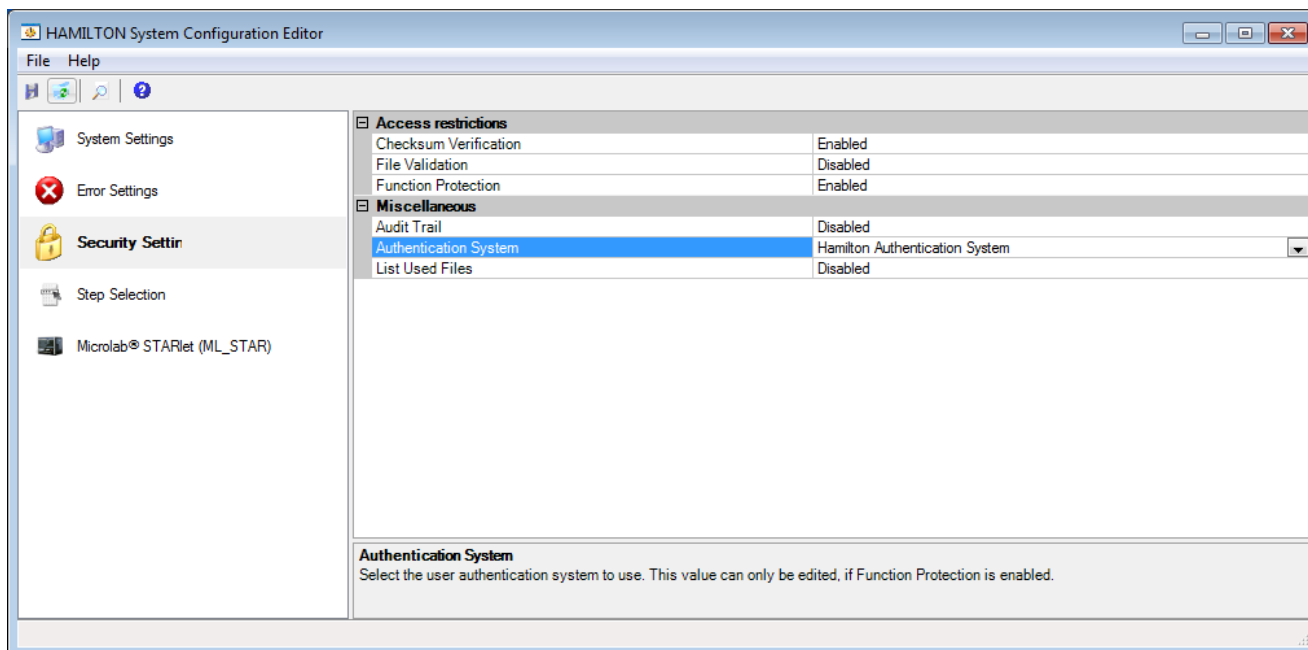 HAMILTON System Configuration Editor
File Help
System Settings
Error Settings
Security Settin
Step Selection
Microlab® STARlet (ML_STAR)
Access restrictions
Checksum Verification Enabled
File Validation Disabled
Function Protection Enabled
Miscellaneous
Audit Trail Disabled
Authentication System Hamilton Authentication System
List Used Files Disabled
Authentication System
Select the user authentication system to use. This value can only be edited, if Function Protection is enabled.